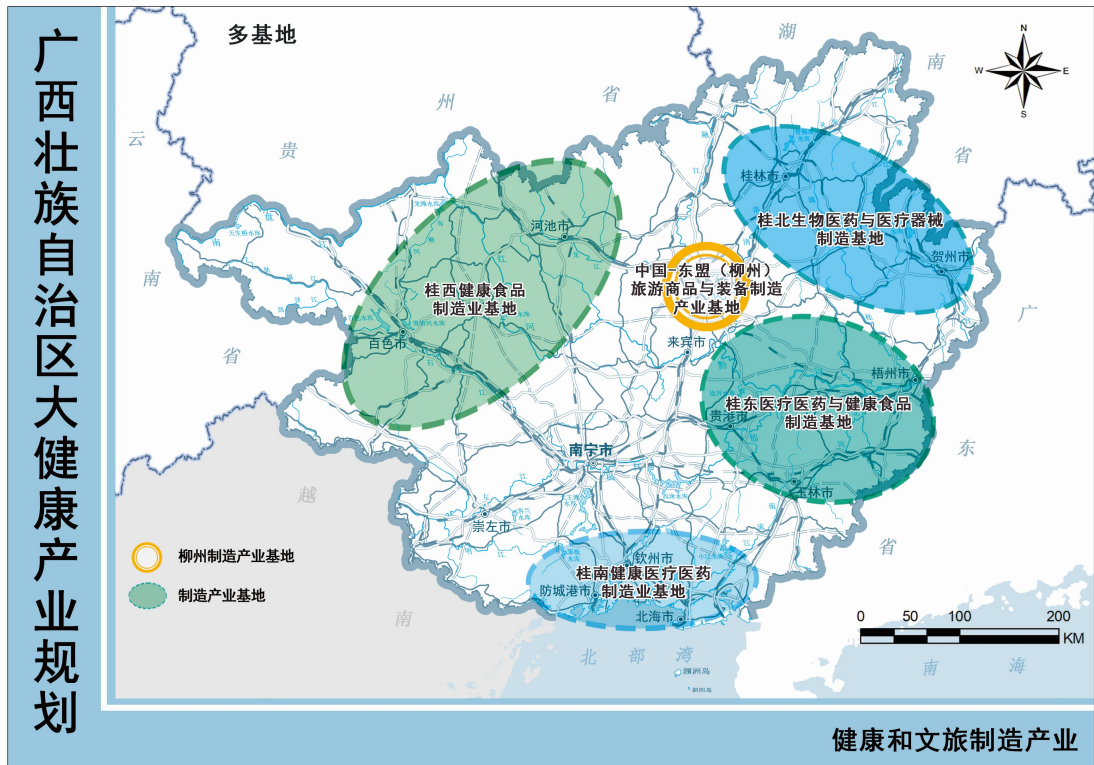 广西壮族自治区大健康产业规划
多基地
N
W
E
S
湖
南
省
贵
州
省
云
南
省
广
东
省
越
南
桂林市
桂北生物医药与医疗器械
制造基地
贺州市
河池市
中国-东盟（柳州）
旅游商品与装备制造
产业基地
桂西健康食品
制造业基地
百色市
来宾市
梧州市
桂东医疗医药与健康食品
制造基地
贵港市
玉林市
南宁市
崇左市
钦州市
桂南健康医疗医药
制造业基地
防城港市
北海市
北部湾
涠洲岛
斜阳岛
南海
柳州制造产业基地
制造产业基地
0 50 100 200
KM
健康和文旅制造产业